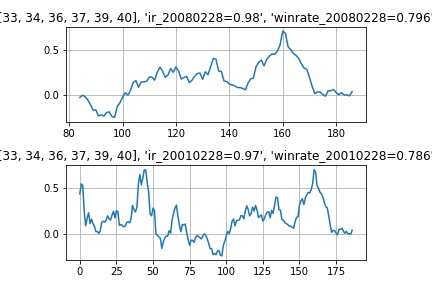 [33, 34, 36, 37, 39, 40], 'ir_20080228=0.98', 'winrate_20080228=0.796'
0.5
0.0
80 100 120 140 160 180
[33, 34, 36, 37, 39, 40], 'ir_20010228=0.97', 'winrate_20010228=0.786'
0.5
0.0
0 25 50 75 100 125 150 175